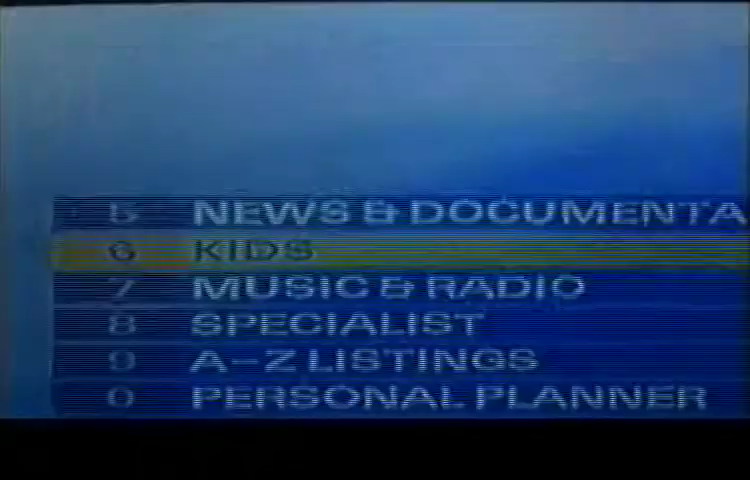 5 NEWS & DOCUMENTA
6 KIDS
7 MUSIC & RADIO
8 SPECIALIST
9 A-Z LISTINGS
0 PERSONAL PLANNER